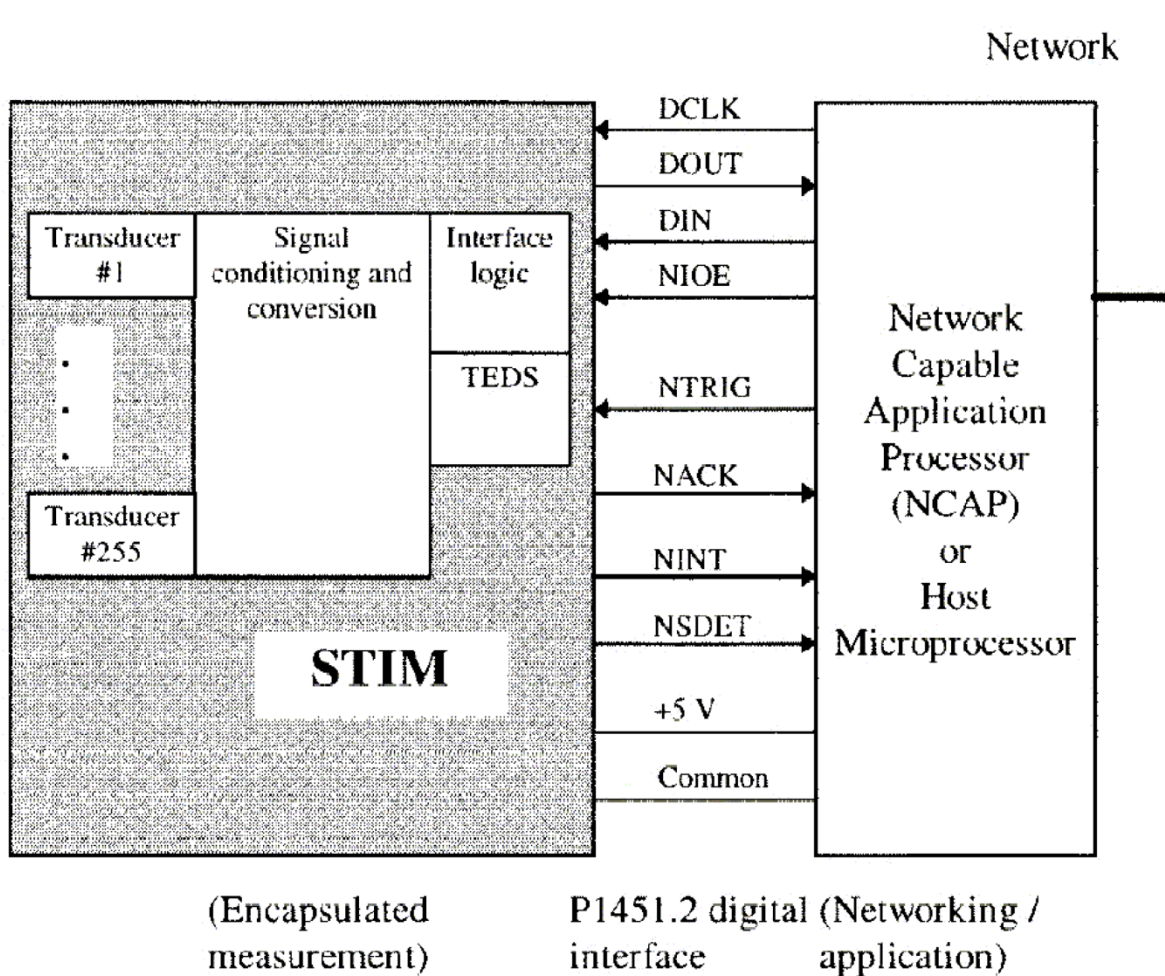 Network
DCLK
DOUT
DIN
NIOE
NTRIG
NACK
NINT
NSDET
+5 V
Common
Transducer
#1
Signal
conditioning and
conversion
Interface
logic
TEDS
Transducer
#255
STIM
Network
Capable
Application
Processor
(NCAP)
or
Host
Microprocessor
(Encapsulated
measurement)
P1451.2 digital
interface
(Networking /
application)